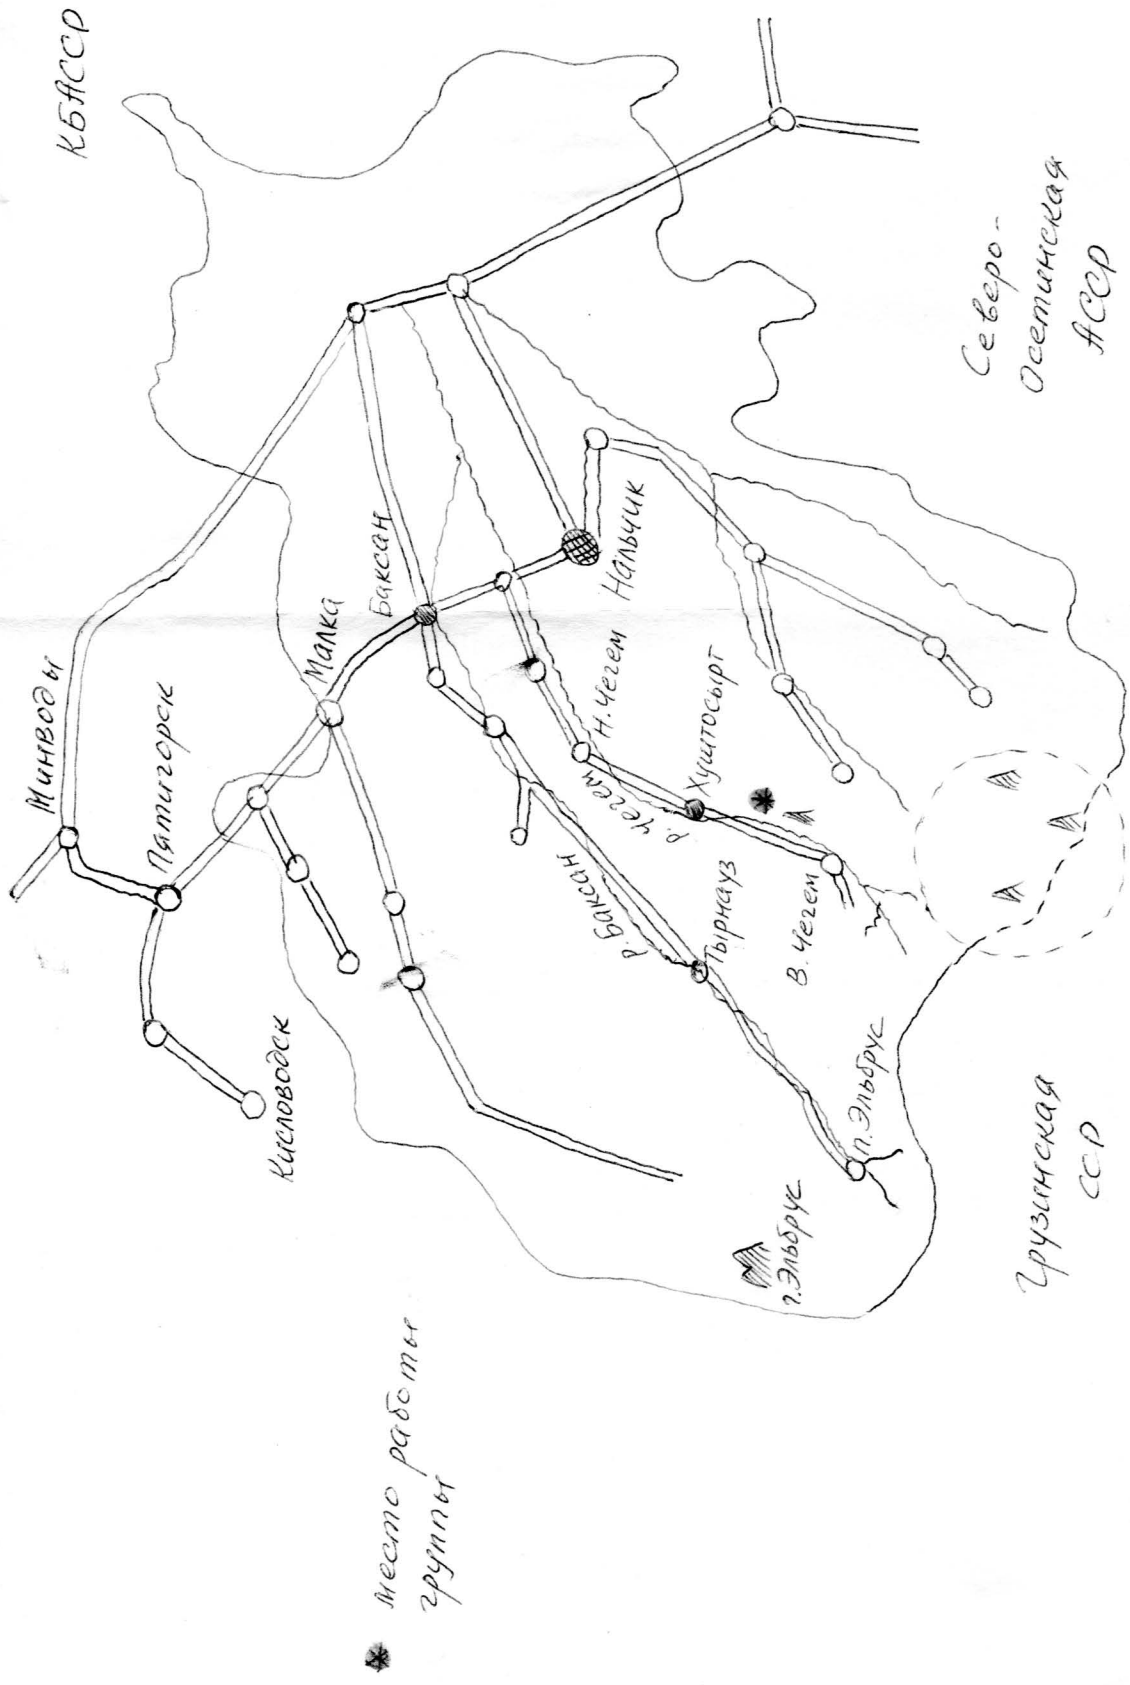 КБАССР
Минводы
Пятигорск
Кисловодск
Малка
Баксан
Нальчик
Н. Чегем
р. Чегем
Хуштосырт
р. Баксан
Тырнауз
В. Чегем
п. Эльбрус
г. Эльбрус
Северо-
Осетинская
АССР
Грузинская
ССР
место работы
группы